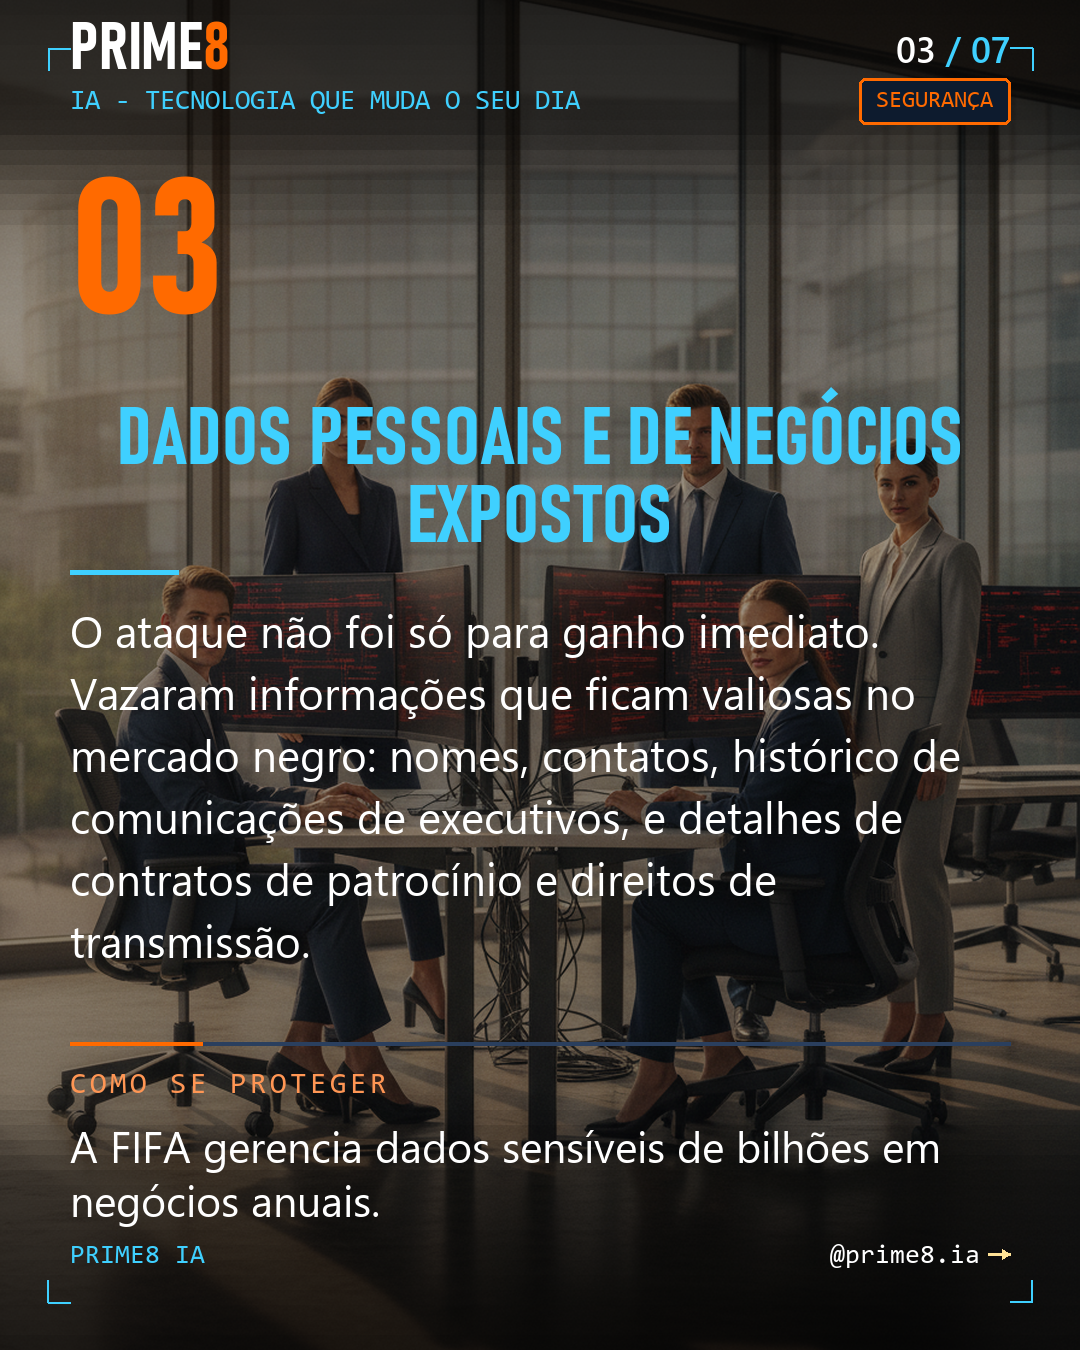 PRIME8
03 / 07
IA - TECNOLOGIA QUE MUDA O SEU DIA
SEGURANÇA
03
DADOS PESSOAIS E DE NEGÓCIOS
EXPOSTOS
O ataque não foi só para ganho imediato.
Vazaram informações que ficam valiosas no
mercado negro: nomes, contatos, histórico de
comunicações de executivos, e detalhes de
contratos de patrocínio e direitos de
transmissão.
COMO SE PROTEGER
A FIFA gerencia dados sensíveis de bilhões em
negócios anuais.
PRIME8 IA
@prime8.ia